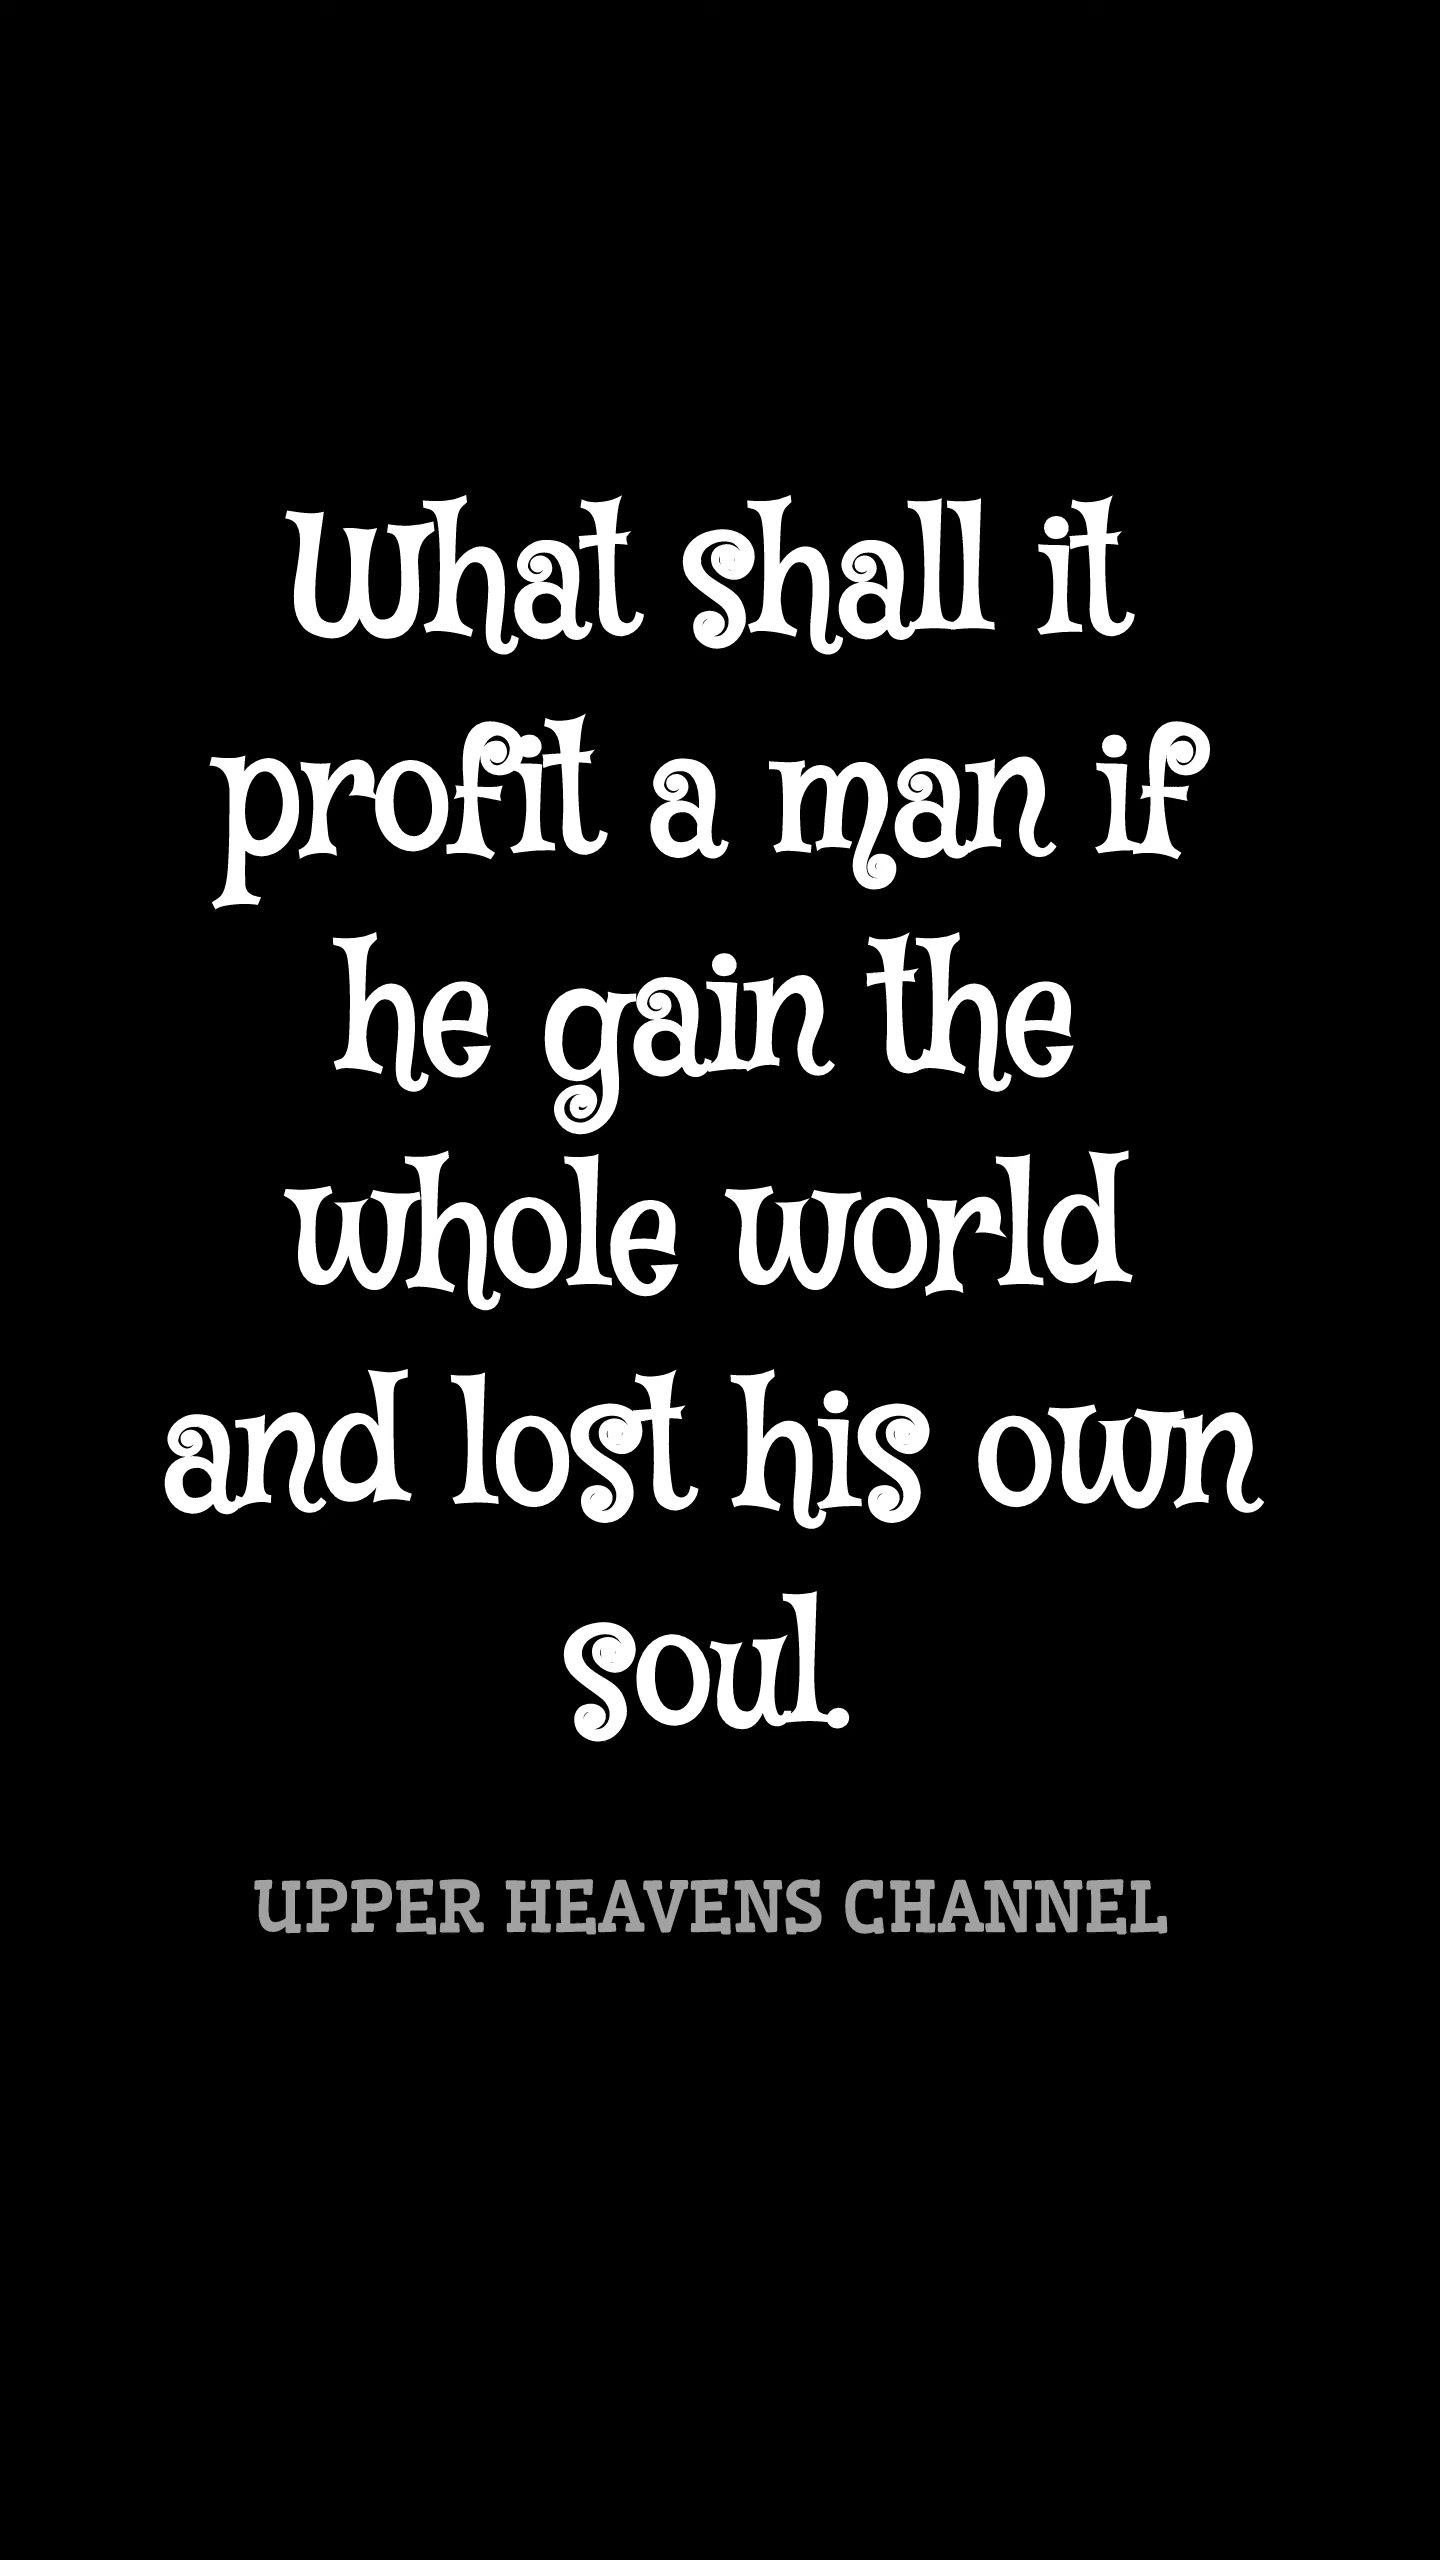 What shall it
profit a man if
he gain the
whole world
and lost his own
soul.
UPPER HEAVENS CHANNEL